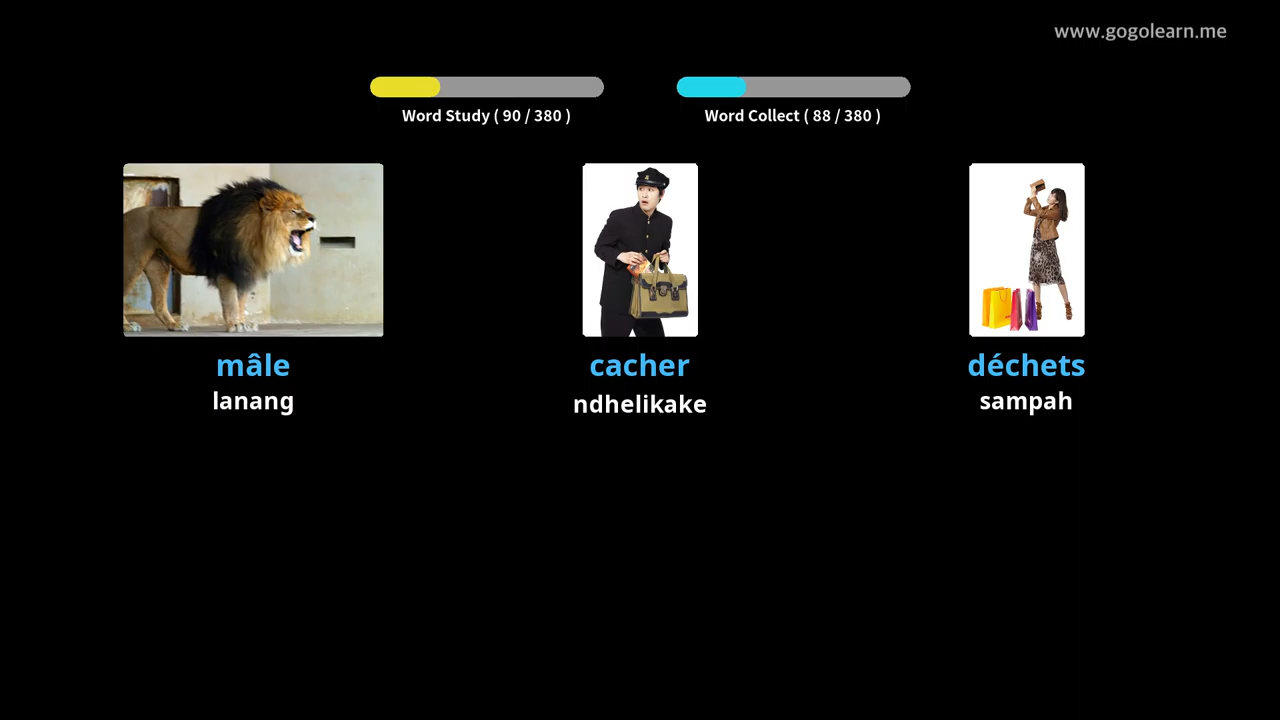 www.gogolearn.me
Word Study ( 90 / 380 )
Word Collect ( 88 / 380 )
mâle
lanang
cacher
ndhelikake
déchets
sampah